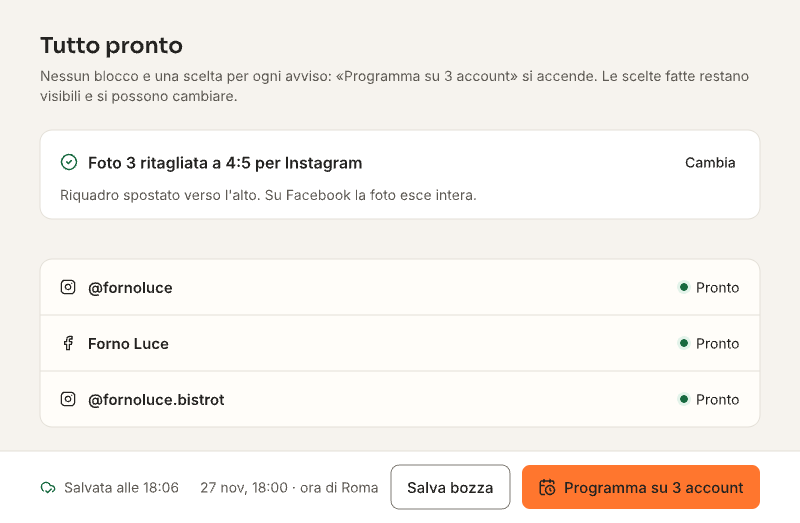 Tutto pronto
Nessun blocco e una scelta per ogni avviso: «Programma su 3 account» si accende. Le scelte fatte restano
visibili e si possono cambiare.
Foto 3 ritagliata a 4:5 per Instagram
Cambia
Riquadro spostato verso l'alto. Su Facebook la foto esce intera.
@fornoluce
Pronto
Forno Luce
Pronto
@fornoluce.bistrot
Pronto
Salvata alle 18:06
27 nov, 18:00 · ora di Roma
Salva bozza
Programma su 3 account